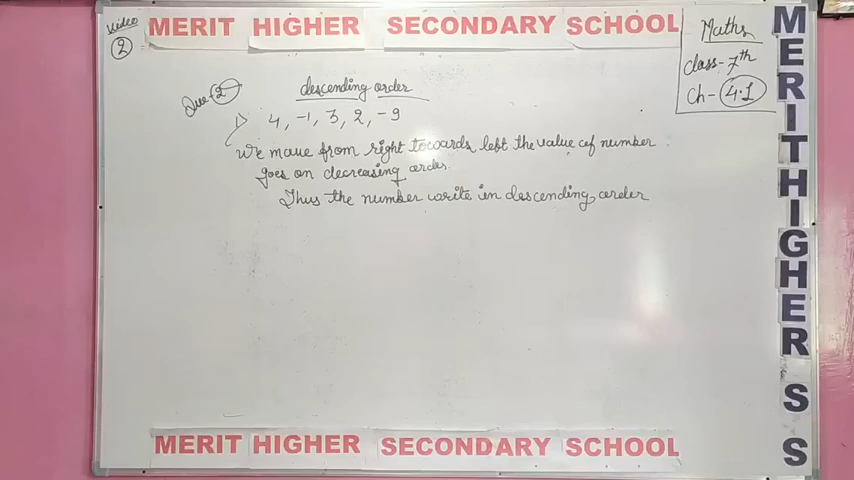 Video
2
MERIT HIGHER SECONDARY SCHOOL
Maths
class-7th
Ch-4.1
Que-2
descending order
1> 4, -1, 3, 2, -9
We move from right towards left the value of number
goes on decreasing order.
Thus the number write in descending order
MERIT HIGHER SECONDARY SCHOOL
MERITHIGHER S S